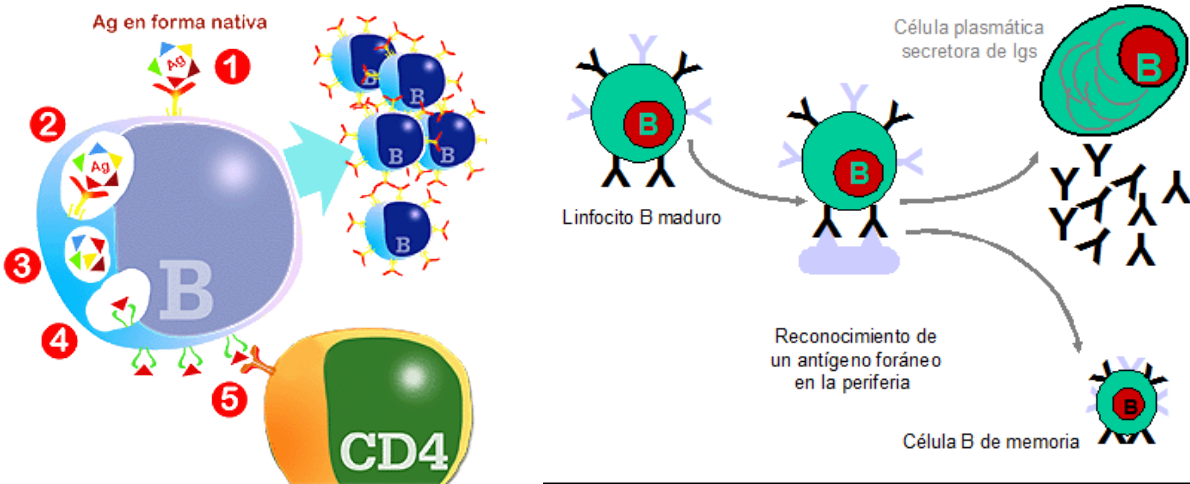 Ag en forma nativa
Ag
1
2
Ag
3
4
5
B
CD4
B
B
B
B
B
B
Linfocito B maduro
B
Reconocimiento de
un antígeno foráneo
en la periferia
Célula plasmática
secretora de Igs
B
B
Célula B de memoria